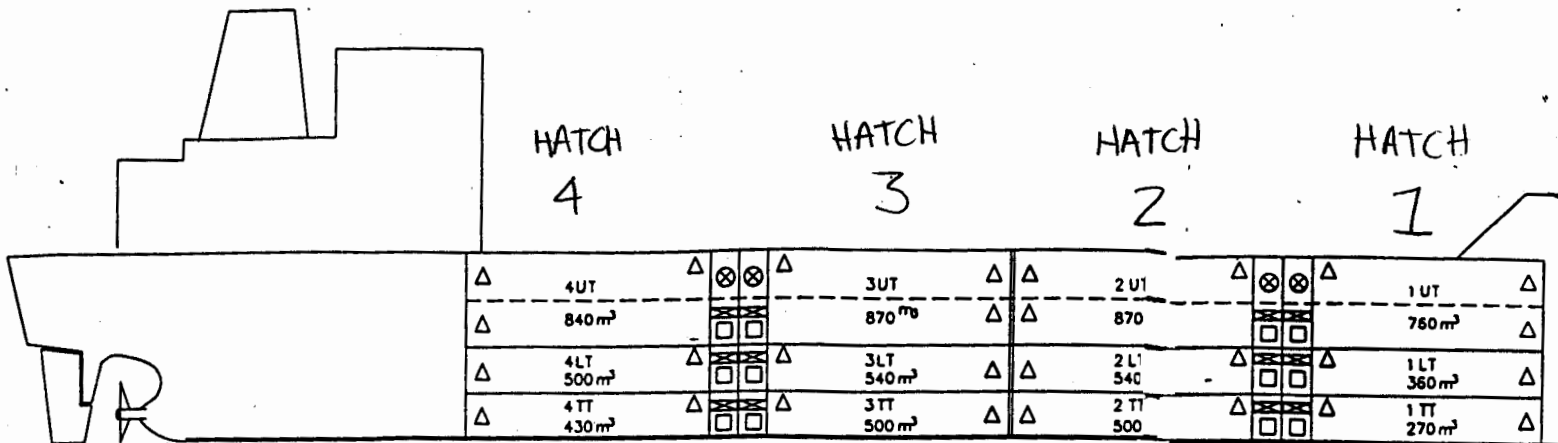 HATCH 4
HATCH 3
HATCH 2
HATCH 1
4UT
840 m³
3UT
870 m³
2 UT
870
1 UT
760 m³
4LT
500 m³
3LT
540 m³
2 LT
540
1 LT
360 m³
4 TT
430 m³
3 TT
500 m³
2 TT
500
1 TT
270 m³